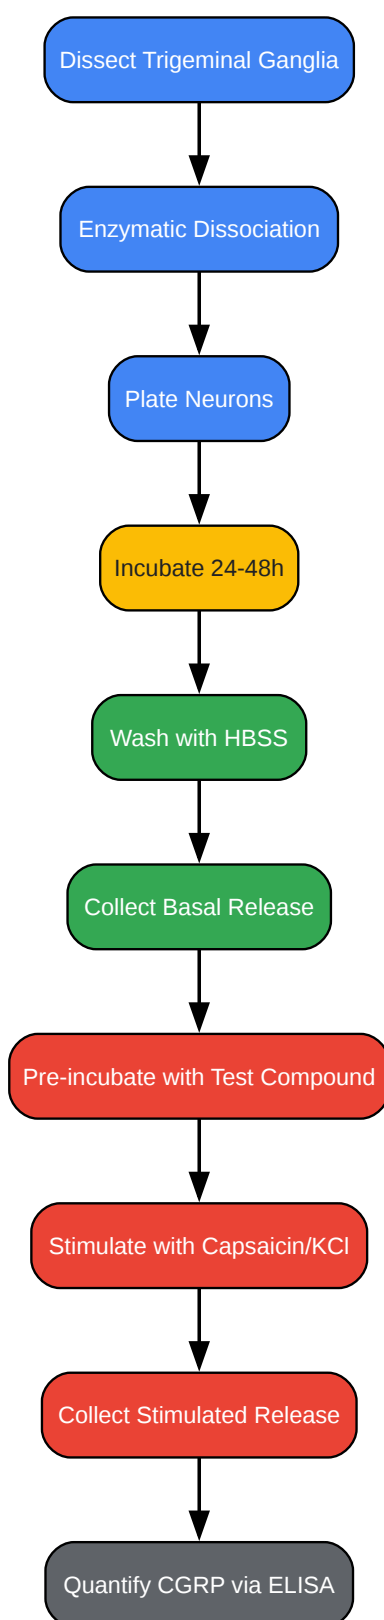 Dissect Trigeminal Ganglia
Enzymatic Dissociation
Plate Neurons
Incubate 24-48h
Wash with HBSS
Collect Basal Release
Pre-incubate with Test Compound
Stimulate with Capsaicin/KCl
Collect Stimulated Release
Quantify CGRP via ELISA